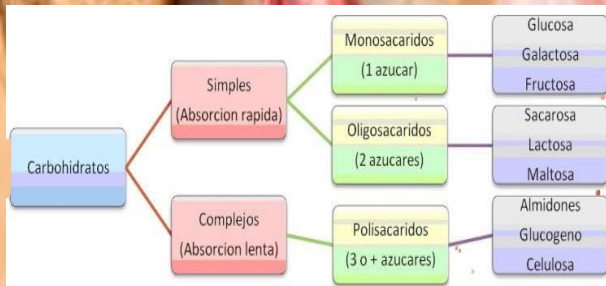 Carbohidratos
Simples
(Absorcion rapida)
Complejos
(Absorcion lenta)
Monosacaridos
(1 azucar)
Oligosacaridos
(2 azucares)
Polisacaridos
(3 o + azucares)
Glucosa
Galactosa
Fructosa
Sacarosa
Lactosa
Maltosa
Almidones
Glucogeno
Celulosa